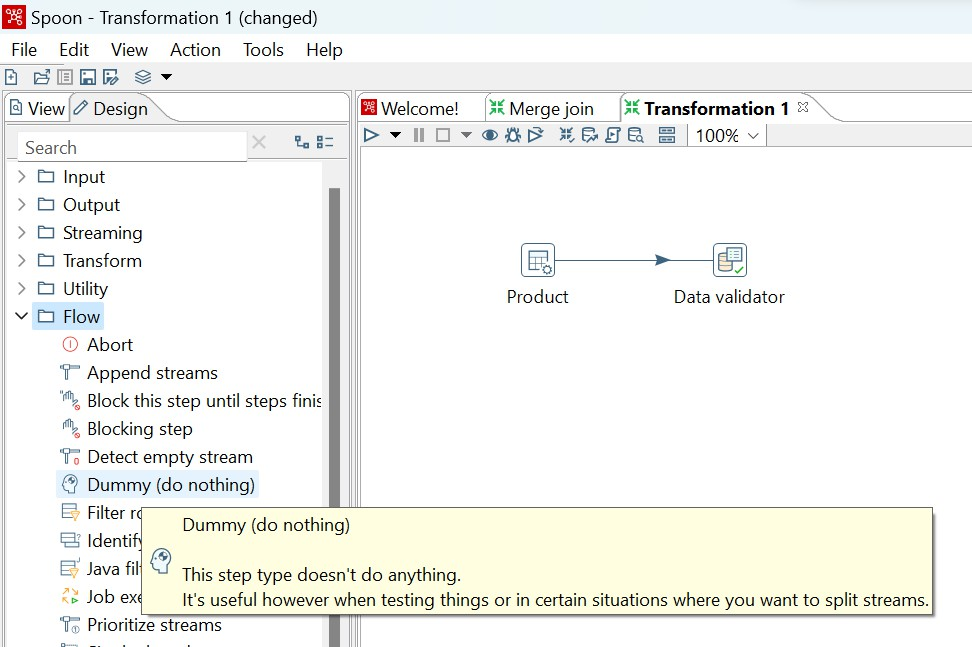 Spoon - Transformation 1 (changed)
File Edit View Action Tools Help
View Design
Welcome! Merge join Transformation 1
Search
100%
Input
Output
Streaming
Transform
Utility
Flow
Abort
Append streams
Block this step until steps finis
Blocking step
Detect empty stream
Dummy (do nothing)
Filter ro
Identify
Java fil
Job exe
Prioritize streams
Product
Data validator
Dummy (do nothing)
This step type doesn't do anything.
It's useful however when testing things or in certain situations where you want to split streams.